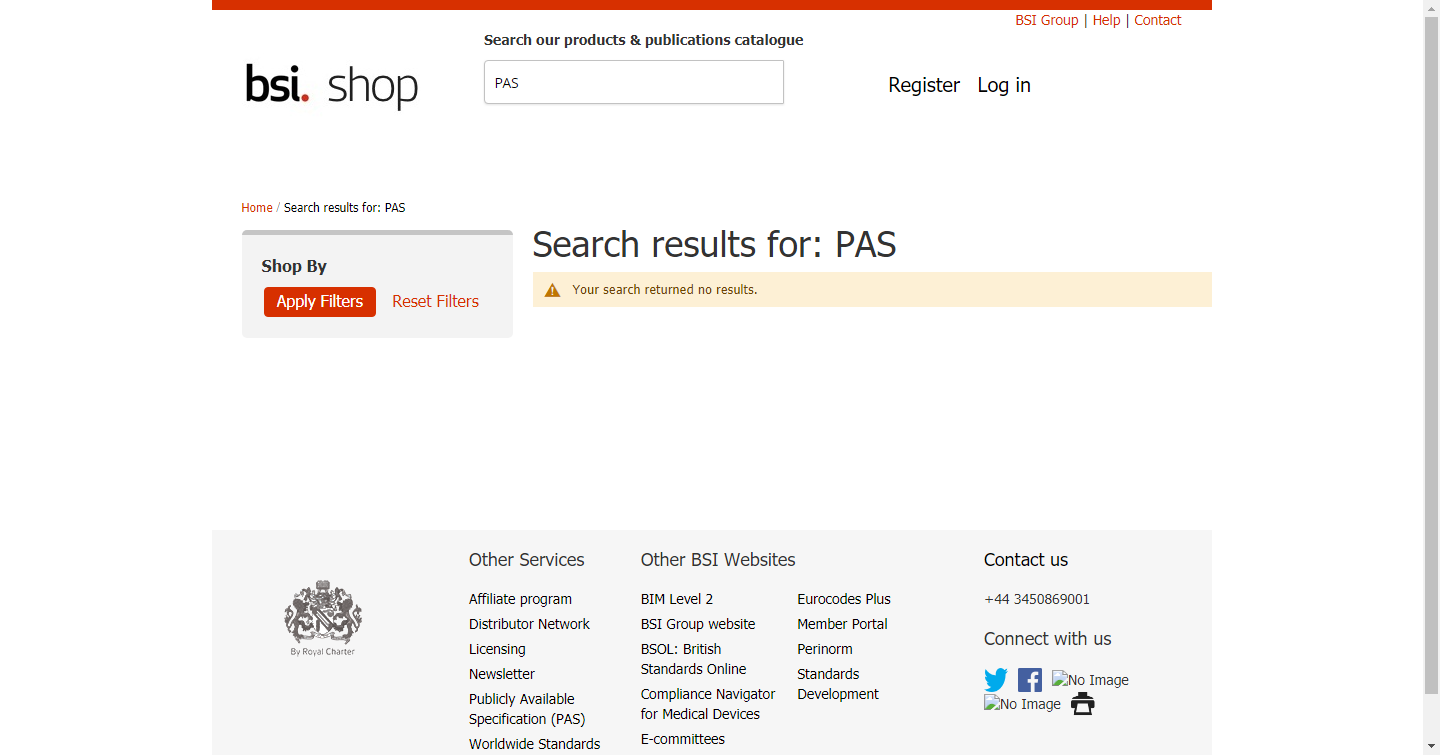 BSI Group | Help | Contact
Search our products & publications catalogue
bsi. shop
PAS
Register Log in
Home / Search results for: PAS
Shop By
Apply Filters Reset Filters
Search results for: PAS
Your search returned no results.
By Royal Charter
Other Services
Affiliate program
Distributor Network
Licensing
Newsletter
Publicly Available
Specification (PAS)
Worldwide Standards
Other BSI Websites
BIM Level 2
BSI Group website
BSOL: British
Standards Online
Compliance Navigator
for Medical Devices
E-committees
Eurocodes Plus
Member Portal
Perinorm
Standards
Development
Contact us
+44 3450869001
Connect with us
No Image
No Image